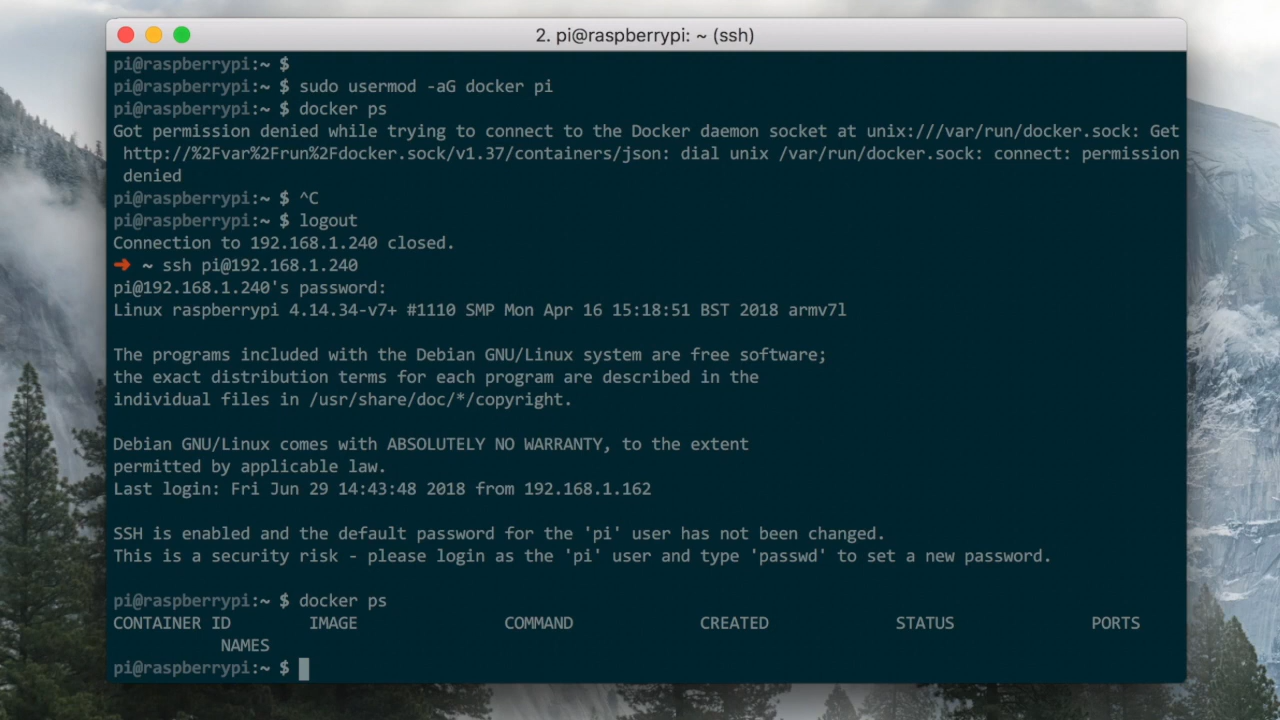 2. pi@raspberrypi: ~ (ssh)
pi@raspberrypi:~ $
pi@raspberrypi:~ $ sudo usermod -aG docker pi
pi@raspberrypi:~ $ docker ps
Got permission denied while trying to connect to the Docker daemon socket at unix:///var/run/docker.sock: Get
http://%2Fvar%2Frun%2Fdocker.sock/v1.37/containers/json: dial unix /var/run/docker.sock: connect: permission
denied
pi@raspberrypi:~ $ ^C
pi@raspberrypi:~ $ logout
Connection to 192.168.1.240 closed.
➜ ~ ssh pi@192.168.1.240
pi@192.168.1.240's password:
Linux raspberrypi 4.14.34-v7+ #1110 SMP Mon Apr 16 15:18:51 BST 2018 armv7l
The programs included with the Debian GNU/Linux system are free software;
the exact distribution terms for each program are described in the
individual files in /usr/share/doc/*/copyright.
Debian GNU/Linux comes with ABSOLUTELY NO WARRANTY, to the extent
permitted by applicable law.
Last login: Fri Jun 29 14:43:48 2018 from 192.168.1.162
SSH is enabled and the default password for the 'pi' user has not been changed.
This is a security risk - please login as the 'pi' user and type 'passwd' to set a new password.
pi@raspberrypi:~ $ docker ps
CONTAINER ID IMAGE COMMAND CREATED STATUS PORTS
NAMES
pi@raspberrypi:~ $